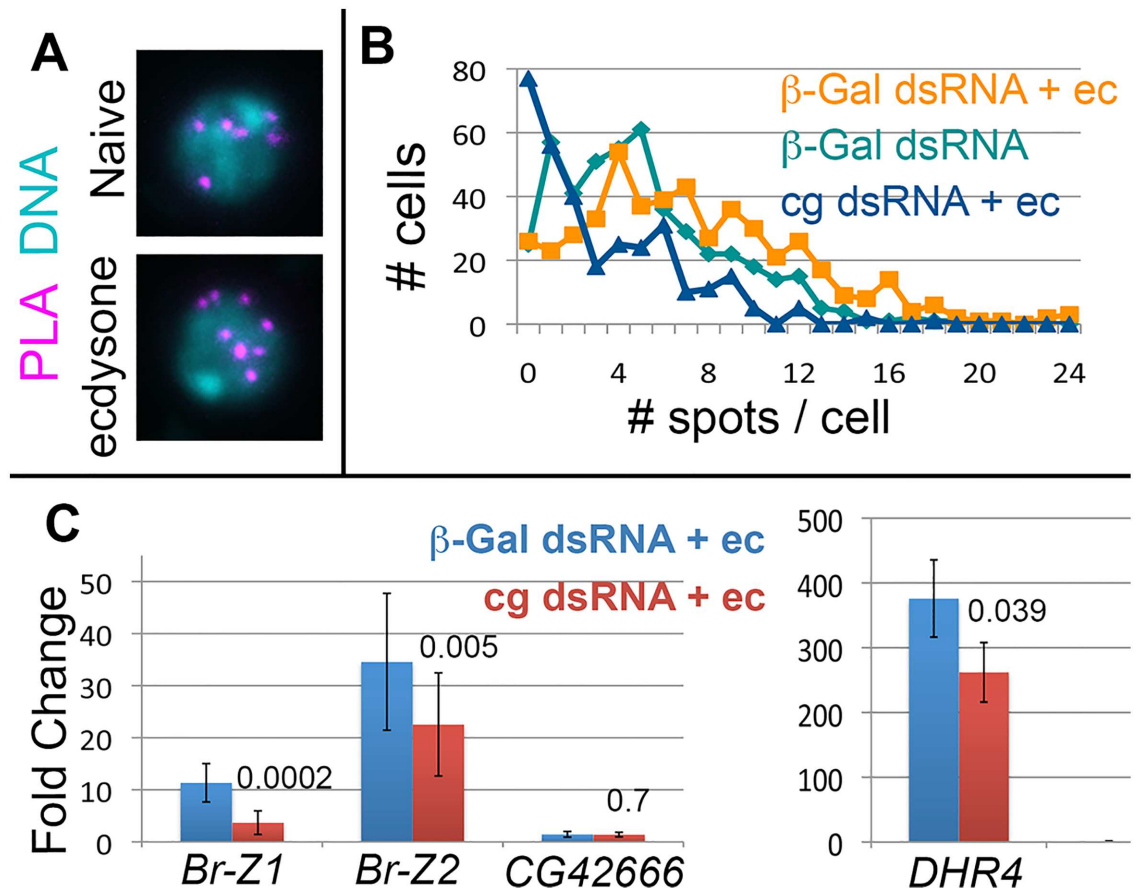 A
Naive
ecdysone
PLA DNA
B
80
60
40
20
0
# cells
β-Gal dsRNA + ec
β-Gal dsRNA
cg dsRNA + ec
0 4 8 12 16 20 24
# spots / cell
C
β-Gal dsRNA + ec
cg dsRNA + ec
Fold Change
50
40
30
20
10
0
0.0002
0.005
0.7
Br-Z1 Br-Z2 CG42666
500
400
300
200
100
0
0.039
DHR4